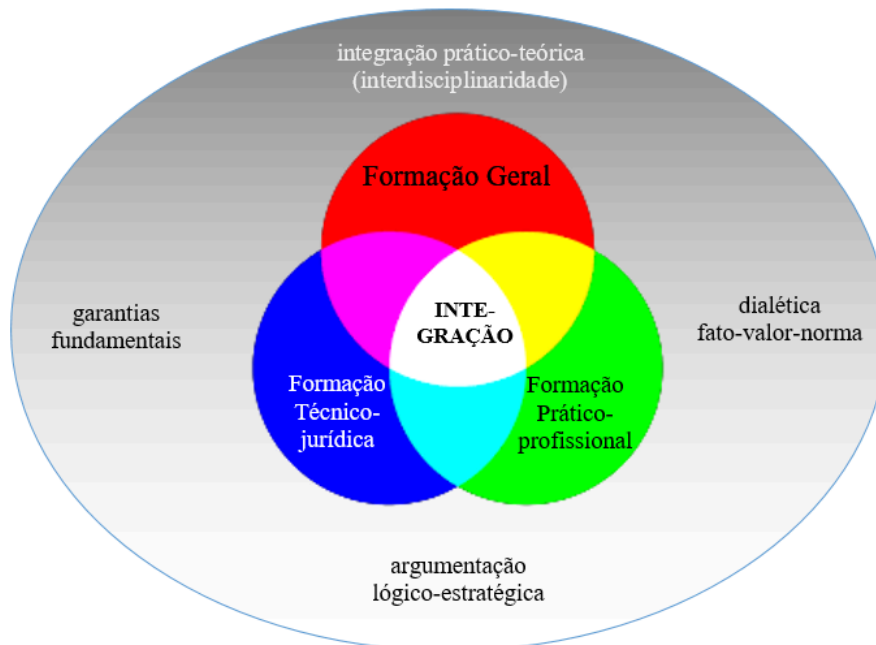 integração prático-teórica
(interdisciplinaridade)
Formação Geral
garantias
fundamentais
INTE-
GRAÇÃO
dialética
fato-valor-norma
Formação
Técnico-
jurídica
Formação
Prático-
profissional
argumentação
lógico-estratégica